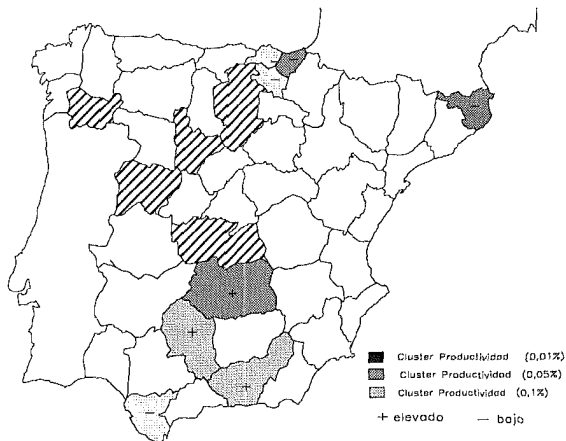 Cluster Productividad (0,01%)
Cluster Productividad (0,05%)
Cluster Productividad (0,1%)
+ elevado — bajo